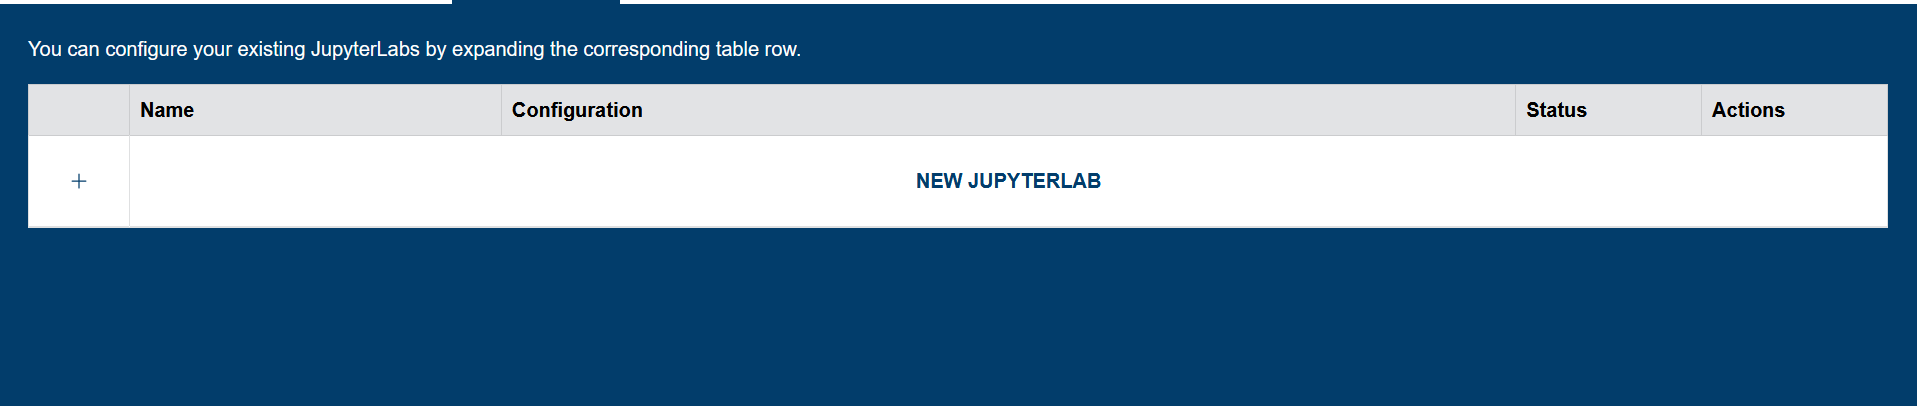 You can configure your existing JupyterLabs by expanding the corresponding table row.
Name Configuration Status Actions
+ NEW JUPYTERLAB